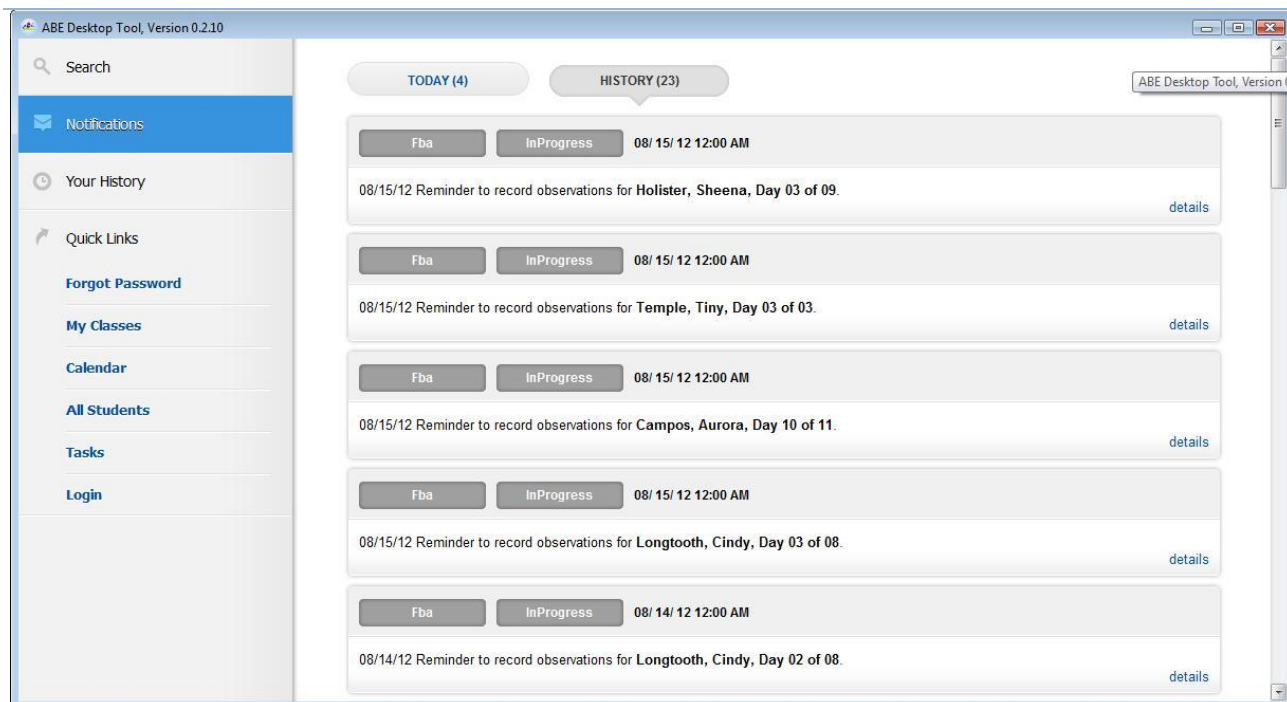 ABE Desktop Tool, Version 0.2.10
Search
Notifications
Your History
Quick Links
Forgot Password
My Classes
Calendar
All Students
Tasks
Login
TODAY (4)
HISTORY (23)
ABE Desktop Tool, Version
Fba InProgress 08/ 15/ 12 12:00 AM
08/15/12 Reminder to record observations for Holister, Sheena, Day 03 of 09.
details
Fba InProgress 08/ 15/ 12 12:00 AM
08/15/12 Reminder to record observations for Temple, Tiny, Day 03 of 03.
details
Fba InProgress 08/ 15/ 12 12:00 AM
08/15/12 Reminder to record observations for Campos, Aurora, Day 10 of 11.
details
Fba InProgress 08/ 15/ 12 12:00 AM
08/15/12 Reminder to record observations for Longtooth, Cindy, Day 03 of 08.
details
Fba InProgress 08/ 14/ 12 12:00 AM
08/14/12 Reminder to record observations for Longtooth, Cindy, Day 02 of 08.
details